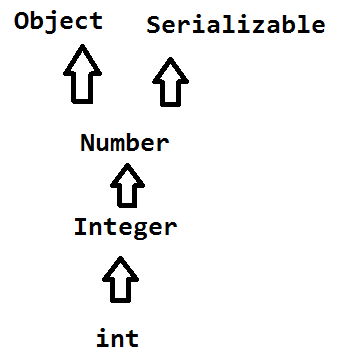 Object Serializable
Number
Integer
int